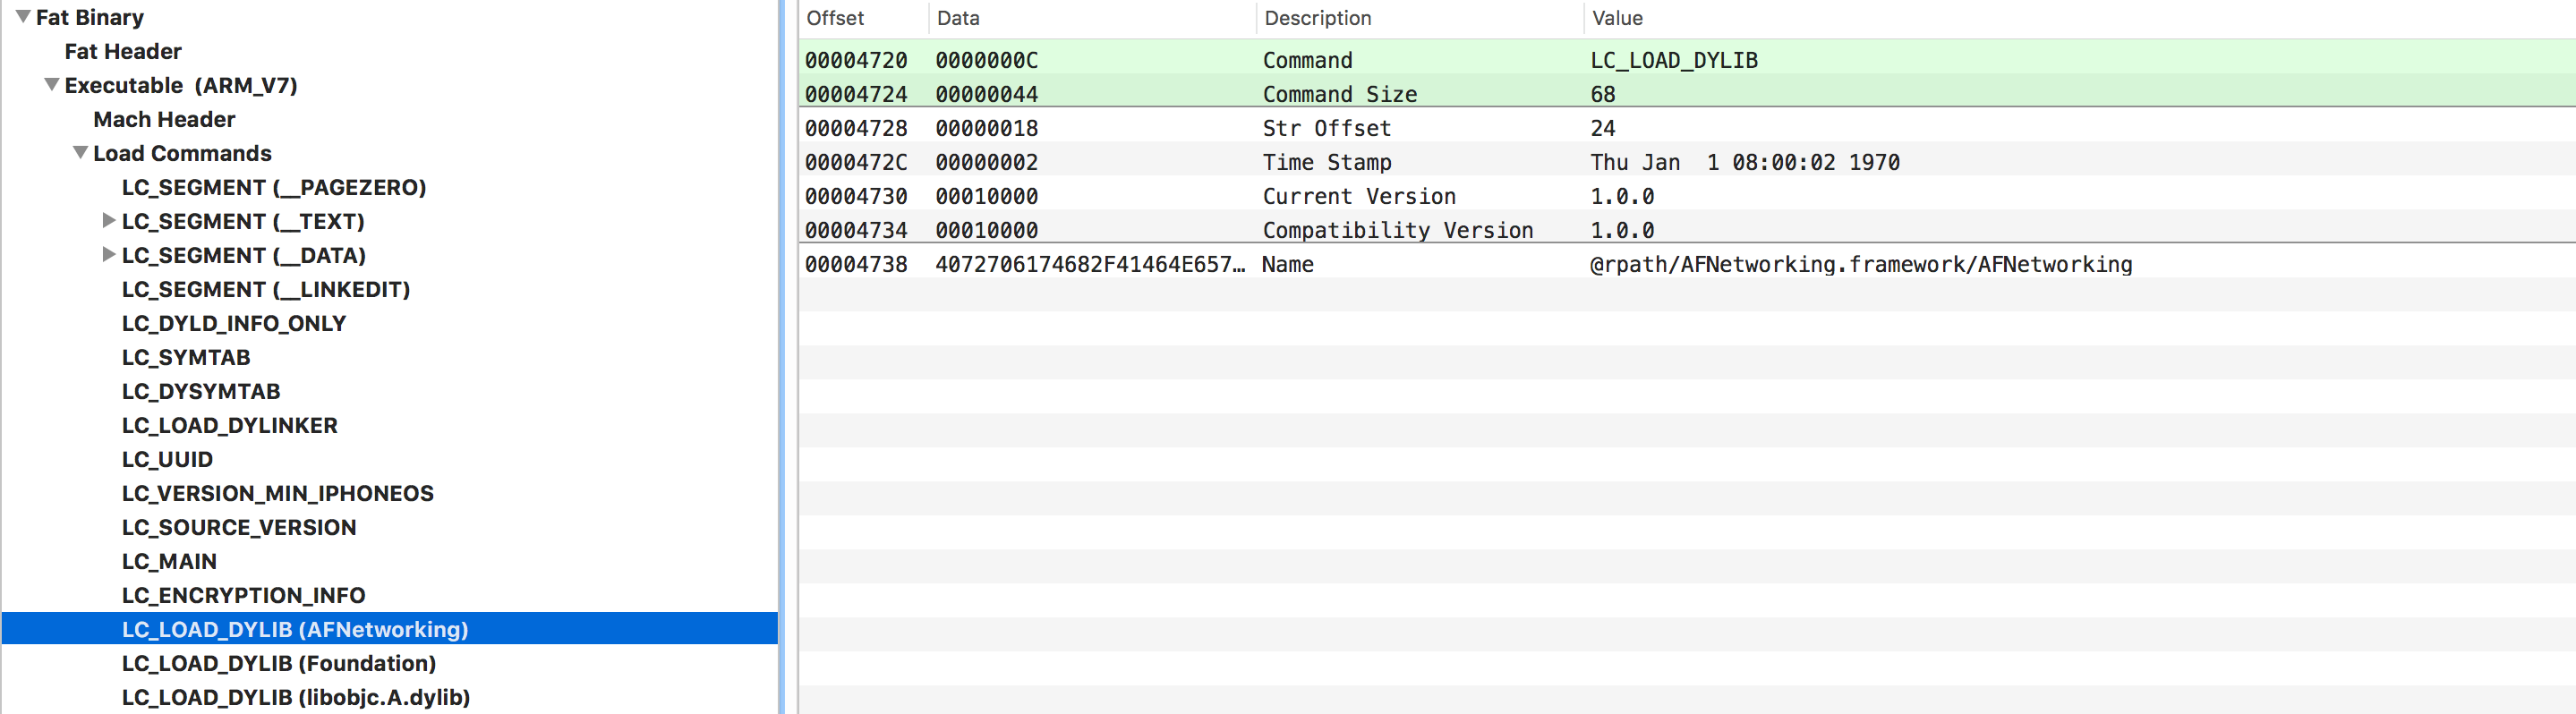 Fat Binary
Fat Header
Executable (ARM_V7)
Mach Header
Load Commands
LC_SEGMENT (__PAGEZERO)
LC_SEGMENT (__TEXT)
LC_SEGMENT (__DATA)
LC_SEGMENT (__LINKEDIT)
LC_DYLD_INFO_ONLY
LC_SYMTAB
LC_DYSYMTAB
LC_LOAD_DYLINKER
LC_UUID
LC_VERSION_MIN_IPHONEOS
LC_SOURCE_VERSION
LC_MAIN
LC_ENCRYPTION_INFO
LC_LOAD_DYLIB (AFNetworking)
LC_LOAD_DYLIB (Foundation)
LC_LOAD_DYLIB (libobjc.A.dylib)
Offset Data Description Value
00004720 0000000C Command LC_LOAD_DYLIB
00004724 00000044 Command Size 68
00004728 00000018 Str Offset 24
0000472C 00000002 Time Stamp Thu Jan  1 08:00:02 1970
00004730 00010000 Current Version 1.0.0
00004734 00010000 Compatibility Version 1.0.0
00004738 4072706174682F41464E657… Name @rpath/AFNetworking.framework/AFNetworking